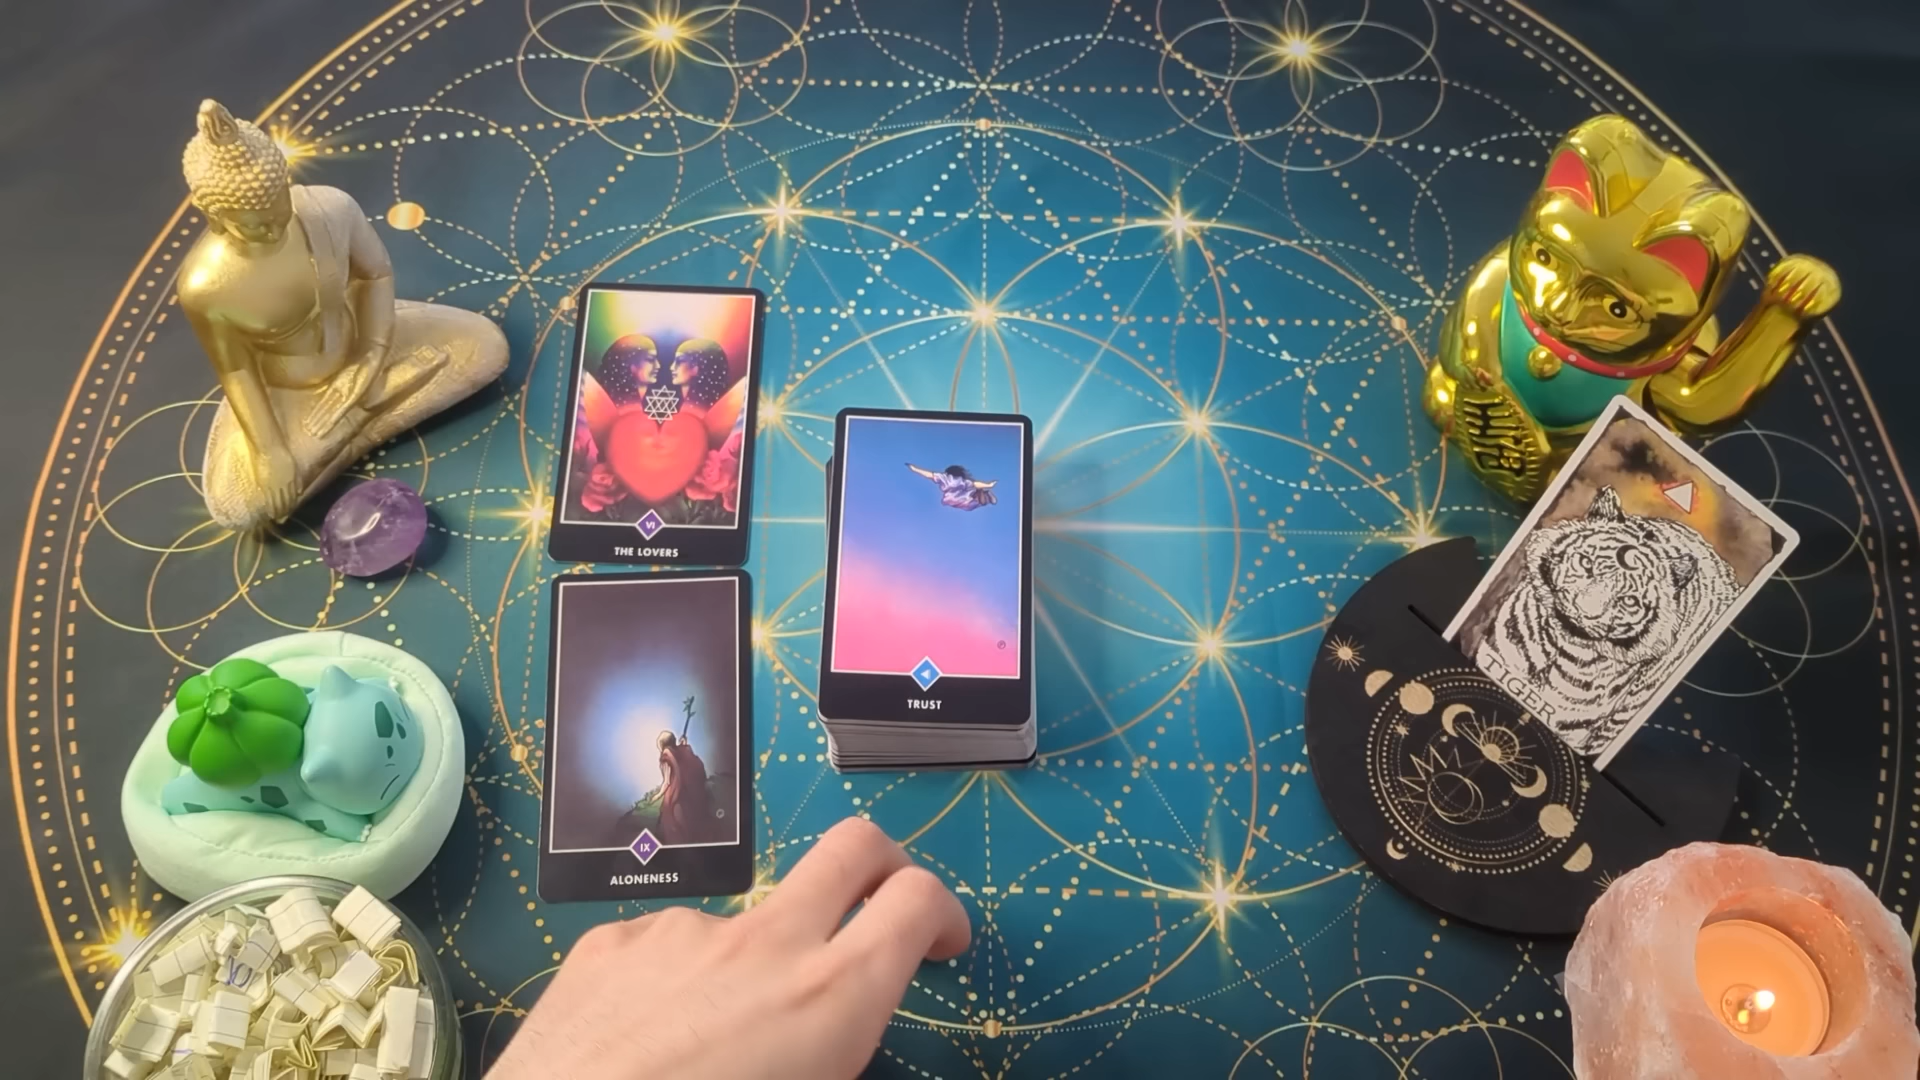 VI
THE LOVERS
IX
ALONENESS
TRUST
TIGER